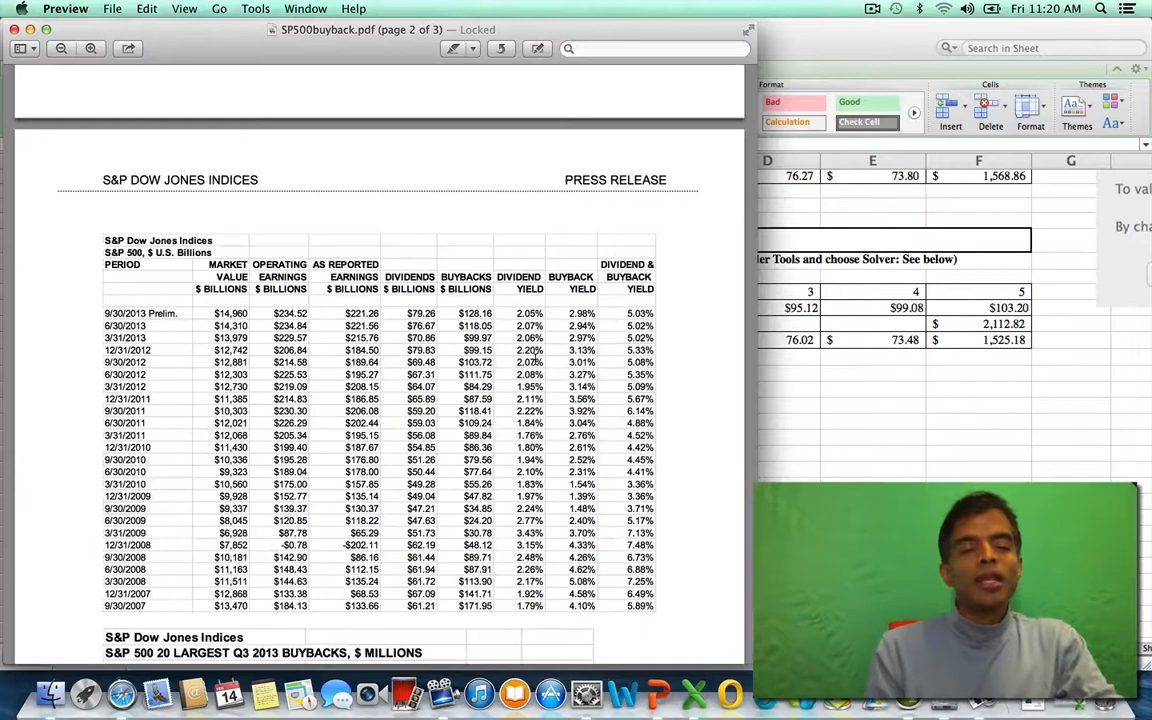 Preview File Edit View Go Tools Window Help Fri 11:20 AM
SP500buyback.pdf (page 2 of 3) — Locked
Search in Sheet
Format Cells Themes
Bad Good
Calculation Check Cell Insert Delete Format Themes Aa
D E F G
76.27 $ 73.80 $ 1,568.86
To val
By cha
ler Tools and choose Solver: See below)
3 4 5
$95.12 $99.08 $103.20
$ 2,112.82
76.02 $ 73.48 $ 1,525.18
S&P DOW JONES INDICES PRESS RELEASE
S&P Dow Jones Indices
S&P 500, $ U.S. Billions
PERIOD MARKET OPERATING AS REPORTED DIVIDEND &
VALUE EARNINGS EARNINGS DIVIDENDS BUYBACKS DIVIDEND BUYBACK BUYBACK
$ BILLIONS $ BILLIONS $ BILLIONS $ BILLIONS $ BILLIONS YIELD YIELD YIELD
9/30/2013 Prelim. $14,960 $234.52 $221.26 $79.26 $128.16 2.05% 2.98% 5.03%
6/30/2013 $14,310 $234.84 $221.56 $76.67 $118.05 2.07% 2.94% 5.02%
3/31/2013 $13,979 $229.57 $215.76 $70.86 $99.97 2.06% 2.97% 5.02%
12/31/2012 $12,742 $206.84 $184.50 $79.83 $99.15 2.20% 3.13% 5.33%
9/30/2012 $12,881 $214.58 $189.64 $69.48 $103.72 2.07% 3.01% 5.08%
6/30/2012 $12,303 $225.53 $195.27 $67.31 $111.75 2.08% 3.27% 5.35%
3/31/2012 $12,730 $219.09 $208.15 $64.07 $84.29 1.95% 3.14% 5.09%
12/31/2011 $11,385 $214.83 $186.85 $65.89 $87.59 2.11% 3.56% 5.67%
9/30/2011 $10,303 $230.30 $206.08 $59.20 $118.41 2.22% 3.92% 6.14%
6/30/2011 $12,021 $226.29 $202.44 $59.03 $109.24 1.84% 3.04% 4.88%
3/31/2011 $12,068 $205.34 $195.15 $56.08 $89.84 1.76% 2.76% 4.52%
12/31/2010 $11,430 $199.40 $187.67 $54.85 $86.36 1.80% 2.61% 4.42%
9/30/2010 $10,336 $195.28 $176.80 $51.26 $79.56 1.94% 2.52% 4.45%
6/30/2010 $9,323 $189.04 $178.00 $50.44 $77.64 2.10% 2.31% 4.41%
3/31/2010 $10,560 $175.00 $157.85 $49.28 $55.26 1.83% 1.54% 3.36%
12/31/2009 $9,928 $152.77 $135.14 $49.04 $47.82 1.97% 1.39% 3.36%
9/30/2009 $9,337 $139.37 $130.37 $47.21 $34.85 2.24% 1.48% 3.71%
6/30/2009 $8,045 $120.85 $118.22 $47.63 $24.20 2.77% 2.40% 5.17%
3/31/2009 $6,928 $87.78 $65.29 $51.73 $30.78 3.43% 3.70% 7.13%
12/31/2008 $7,852 -$0.78 -$202.11 $62.19 $48.12 3.15% 4.33% 7.48%
9/30/2008 $10,181 $142.90 $86.16 $61.44 $89.71 2.48% 4.26% 6.73%
6/30/2008 $11,163 $148.43 $112.15 $61.94 $87.91 2.26% 4.62% 6.88%
3/30/2008 $11,511 $144.63 $135.24 $61.72 $113.90 2.17% 5.08% 7.25%
12/31/2007 $12,868 $133.38 $68.53 $67.09 $141.71 1.92% 4.58% 6.49%
9/30/2007 $13,470 $184.13 $133.66 $61.21 $171.95 1.79% 4.10% 5.89%
S&P Dow Jones Indices
S&P 500 20 LARGEST Q3 2013 BUYBACKS, $ MILLIONS